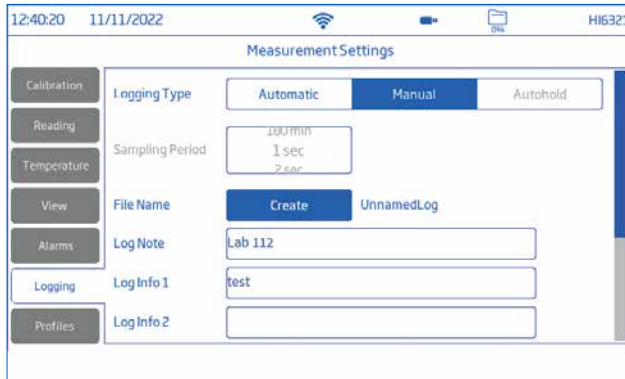 12:40:20 11/11/2022 0% HI6321
Measurement Settings
Calibration
Logging Type Automatic Manual Autohold
Reading
180 min
Sampling Period 1 sec
2 sec
Temperature
View File Name Create UnnamedLog
Alarms Log Note Lab 112
Logging Log Info 1 test
Profiles Log Info 2